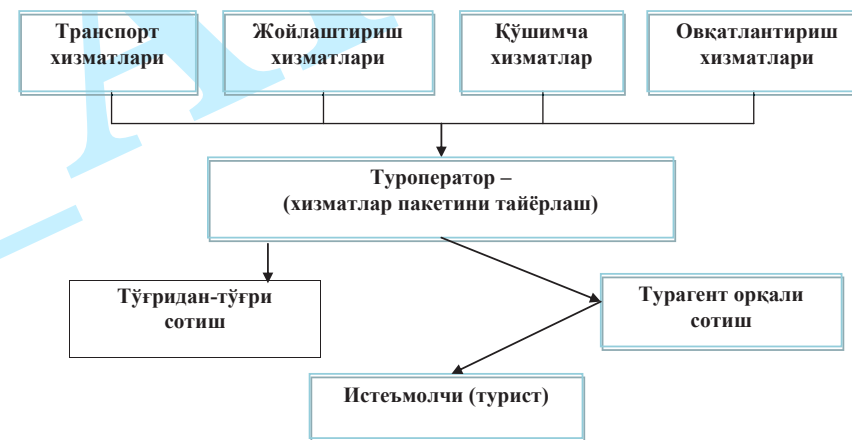 Транспорт
хизматлари
Жойлаштириш
хизматлари
Қўшимча
хизматлар
Овқатлантириш
хизматлари
Туроператор –
(хизматлар пакетини тайёрлаш)
Тўғридан-тўғри
сотиш
Турагент орқали
сотиш
Истеъмолчи (турист)